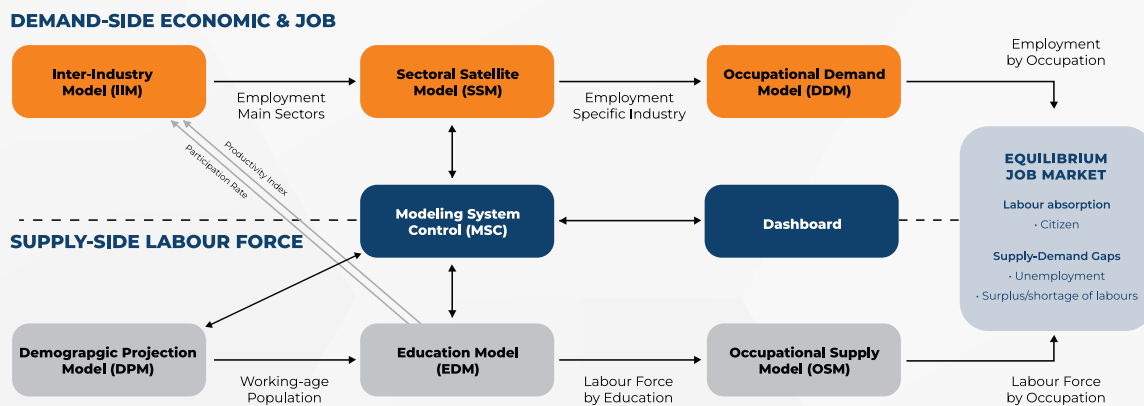 DEMAND-SIDE ECONOMIC & JOB
Inter-Industry
Model (IIM)
Employment
Main Sectors
Sectoral Satellite
Model (SSM)
Employment
Specific Industry
Occupational Demand
Model (DDM)
Employment
by Occupation
Productivity Index
Participation Rate
EQUILIBRIUM
JOB MARKET
Labour absorption
• Citizen
Supply-Demand Gaps
• Unemployment
• Surplus/shortage of labours
Modeling System
Control (MSC)
Dashboard
SUPPLY-SIDE LABOUR FORCE
Demograpgic Projection
Model (DPM)
Working-age
Population
Education Model
(EDM)
Labour Force
by Education
Occupational Supply
Model (OSM)
Labour Force
by Occupation